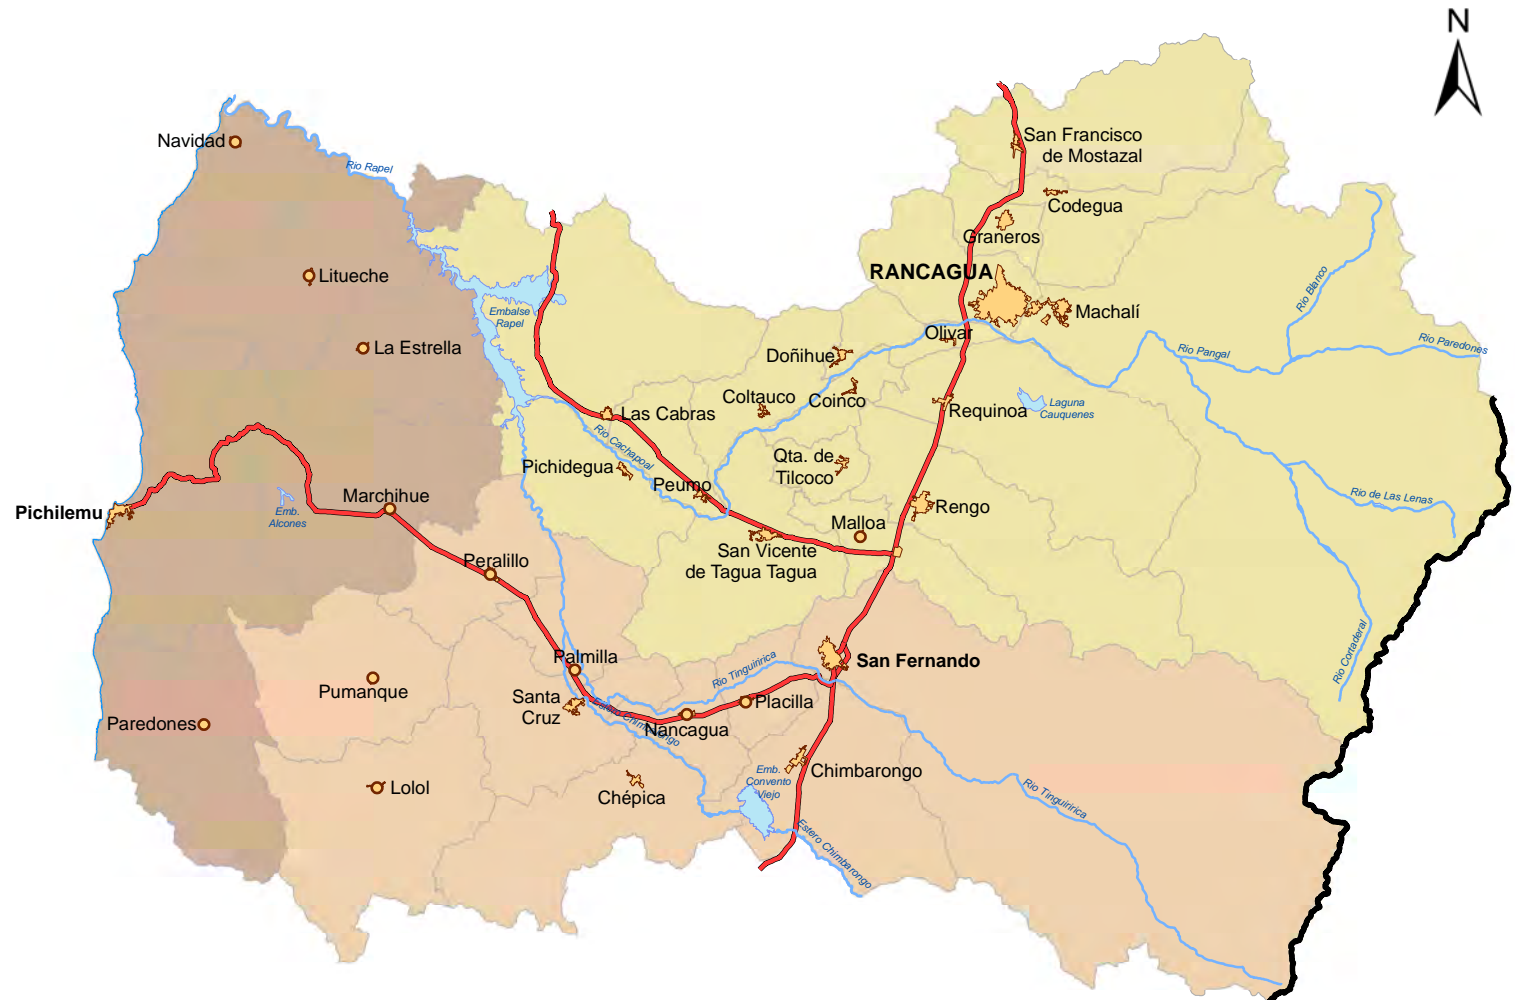 N
San Francisco
de Mostazal
Navidad
Rio Rapel
Codegua
Graneros
RANCAGUA
Litueche
Rio Blanco
Embalse
Rapel
Machalí
Olivar
La Estrella
Doñihue
Rio Pangal
Rio Paredones
Coltauco
Coinco
Las Cabras
Requinoa
Laguna
Cauquenes
Rio Cachapoal
Pichidegua
Qta. de
Tilcoco
Peumo
Marchihue
Rio de Las Lenas
Pichilemu
Emb.
Alcones
Rengo
Malloa
San Vicente
de Tagua Tagua
Peralillo
Palmilla
Rio Tinguiririca
San Fernando
Rio Cortaderal
Pumanque
Santa
Cruz
Placilla
Paredones
Estero Chimbarongo
Nancagua
Emb.
Convento
Viejo
Chimbarongo
Lolol
Chépica
Rio Tinguiririca
Estero Chimbarongo